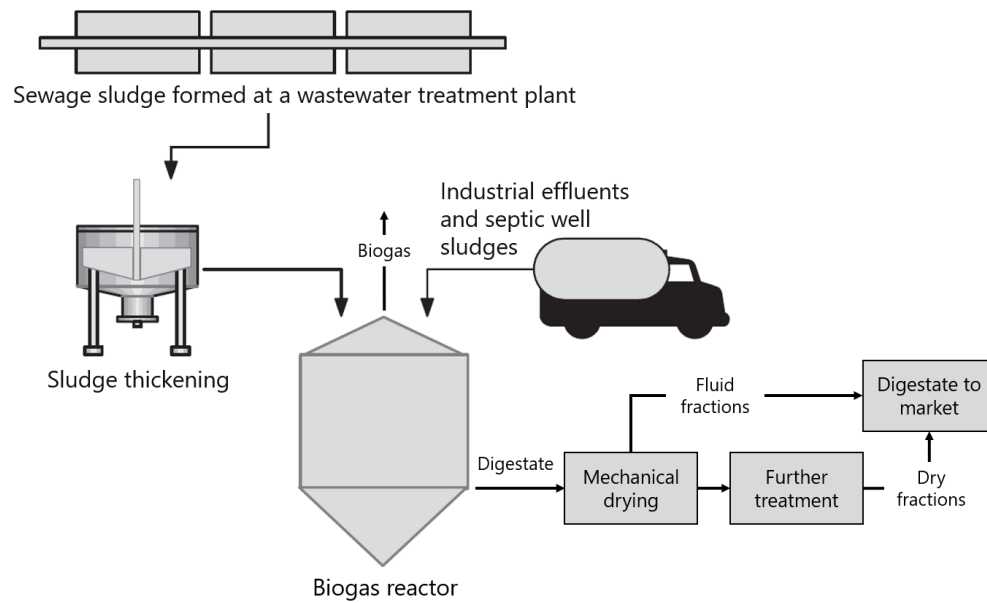 Sewage sludge formed at a wastewater treatment plant
Industrial effluents
and septic well
sludges
Biogas
Sludge thickening
Fluid
fractions
Digestate to
market
Digestate
Mechanical
drying
Further
treatment
Dry
fractions
Biogas reactor